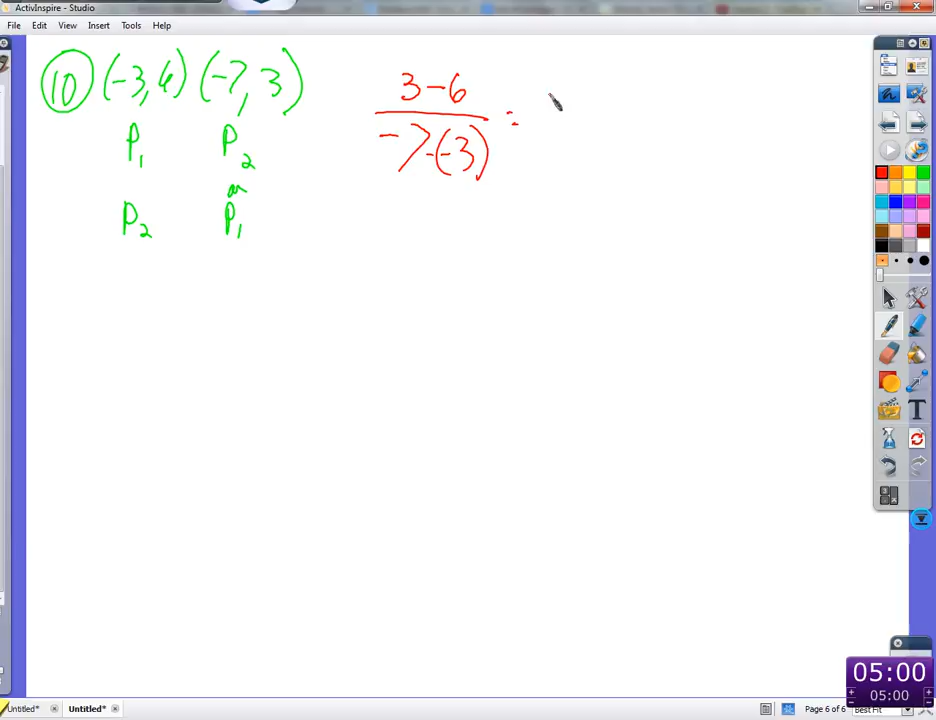 ActivInspire - Studio
File Edit View Insert Tools Help
10 (-3,6) (-7,3)
P1 P2
or
P2 P1
3-6
-7-(-3)
=
T
05:00
05:00
Untitled* Untitled*
Page 6 of 6 Best Fit